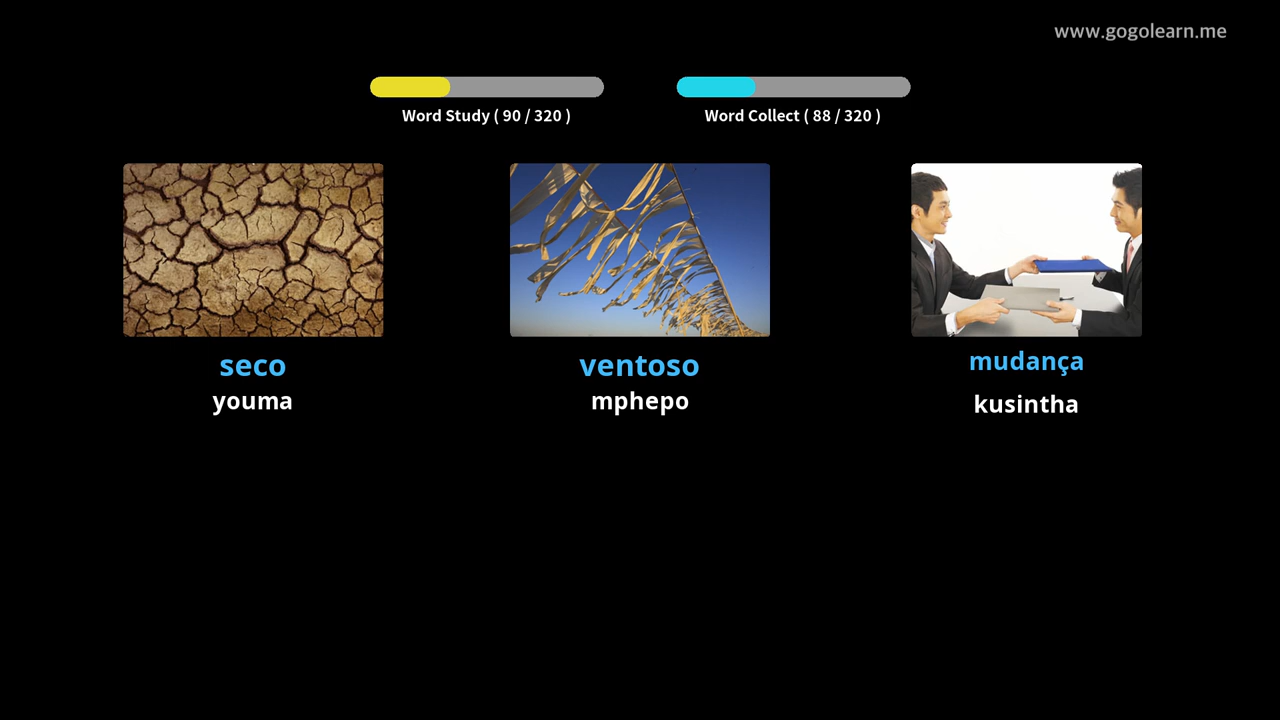 www.gogolearn.me
Word Study ( 90 / 320 )
Word Collect ( 88 / 320 )
seco
youma
ventoso
mphepo
mudança
kusintha